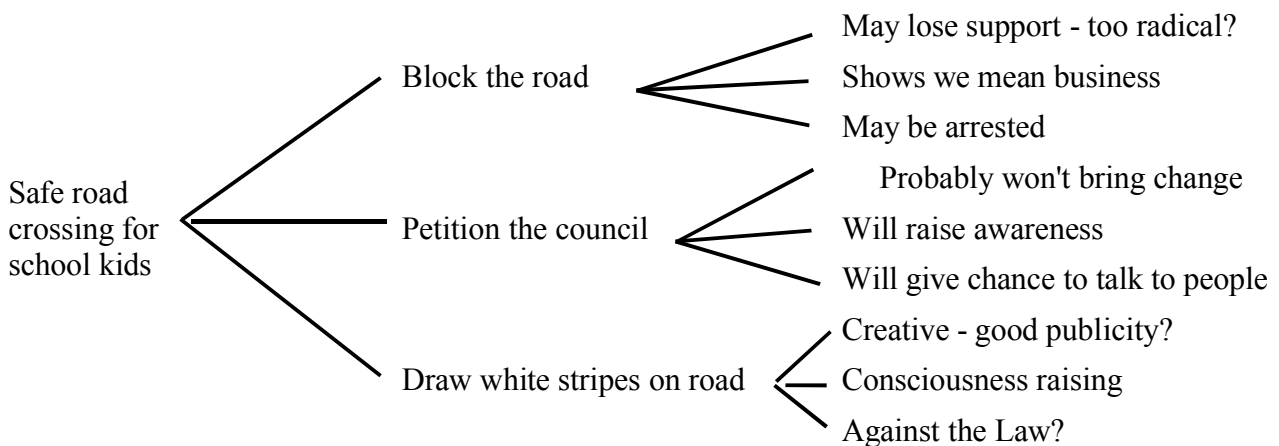 Safe road
crossing for
school kids
Block the road
May lose support - too radical?
Shows we mean business
May be arrested
Petition the council
Probably won't bring change
Will raise awareness
Will give chance to talk to people
Draw white stripes on road
Creative - good publicity?
Consciousness raising
Against the Law?